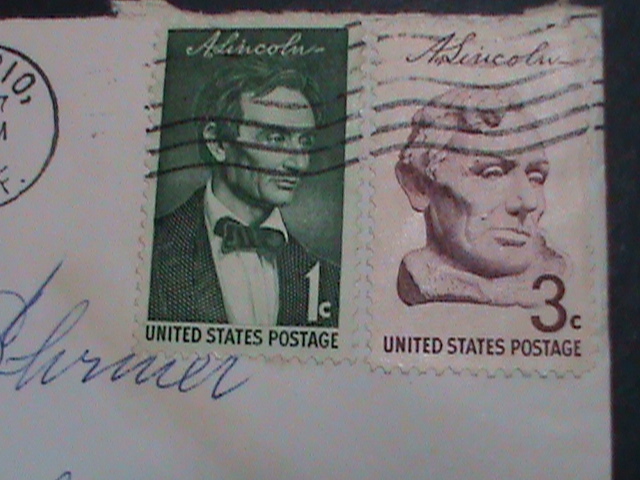 A Lincoln
1c
UNITED STATES POSTAGE
A. Lincoln
3c
UNITED STATES POSTAGE